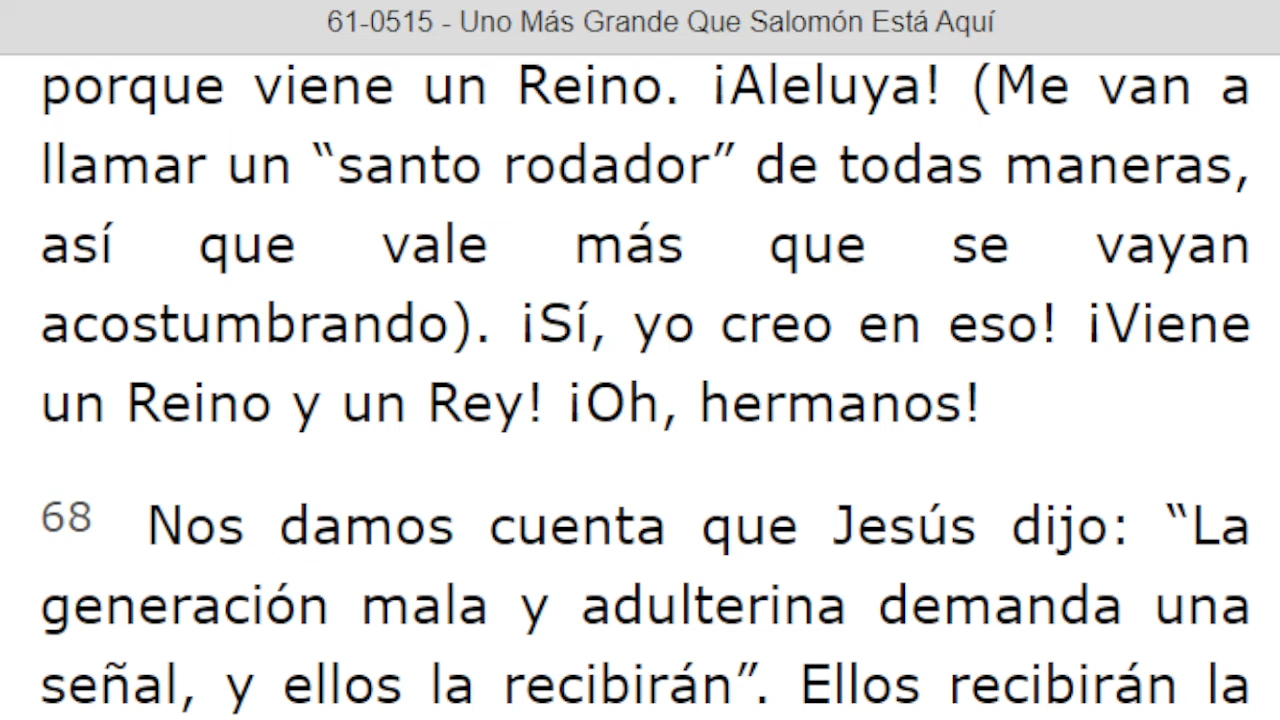 61-0515 - Uno Más Grande Que Salomón Está Aquí
porque viene un Reino. ¡Aleluya! (Me van a
llamar un “santo rodador” de todas maneras,
así que vale más que se vayan
acostumbrando). ¡Sí, yo creo en eso! ¡Viene
un Reino y un Rey! ¡Oh, hermanos!
68 Nos damos cuenta que Jesús dijo: “La
generación mala y adulterina demanda una
señal, y ellos la recibirán”. Ellos recibirán la